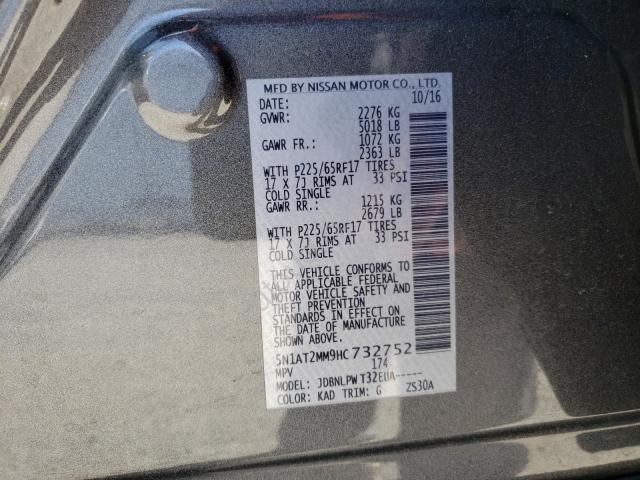 MFD BY NISSAN MOTOR CO., LTD.
DATE: 10/16
GVWR: 2276 KG
5018 LB
GAWR FR.: 1072 KG
2363 LB
WITH P225/65RF17 TIRES
17 X 7J RIMS AT 33 PSI
COLD SINGLE
GAWR RR.: 1215 KG
2679 LB
WITH P225/65RF17 TIRES
17 X 7J RIMS AT 33 PSI
COLD SINGLE
THIS VEHICLE CONFORMS TO
ALL APPLICABLE FEDERAL
MOTOR VEHICLE SAFETY AND
THEFT PREVENTION
STANDARDS IN EFFECT ON
THE DATE OF MANUFACTURE
SHOWN ABOVE.
5N1AT2MM9HC732752
MPV 174
MODEL: JDBNLPW T32EUA-----
COLOR: KAD TRIM: G ZS30A